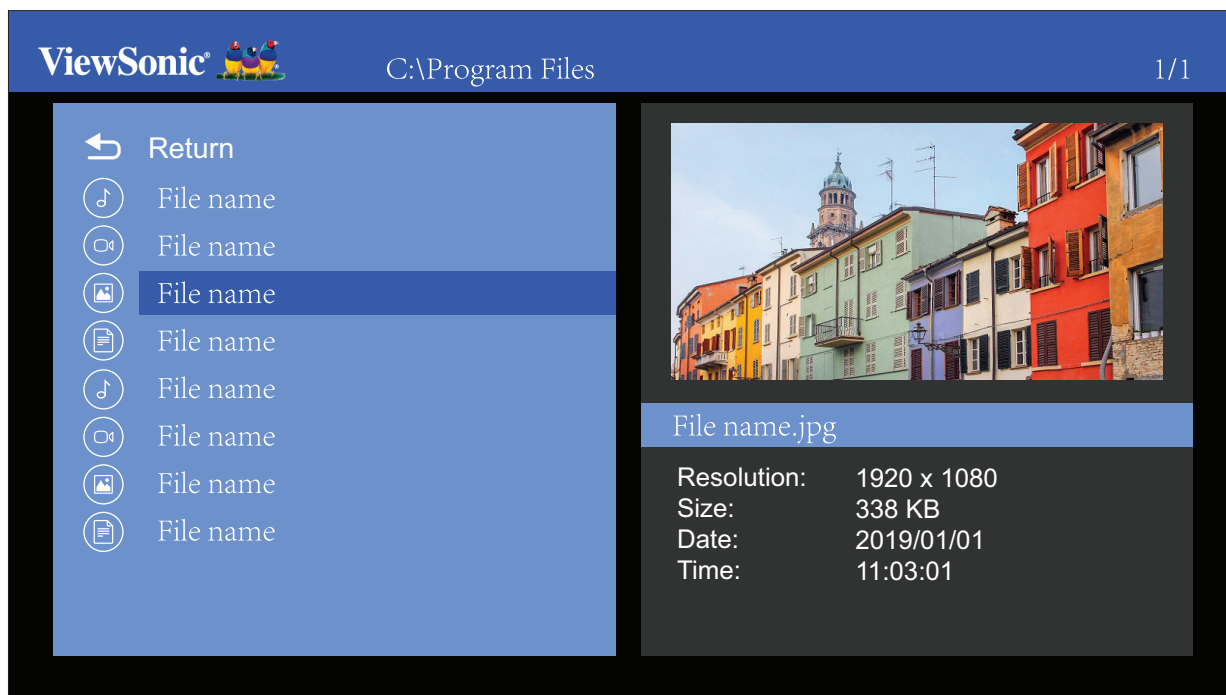 ViewSonic® C:\Program Files 1/1
Return
File name
File name
File name
File name
File name
File name
File name
File name
File name.jpg
Resolution: 1920 x 1080
Size: 338 KB
Date: 2019/01/01
Time: 11:03:01